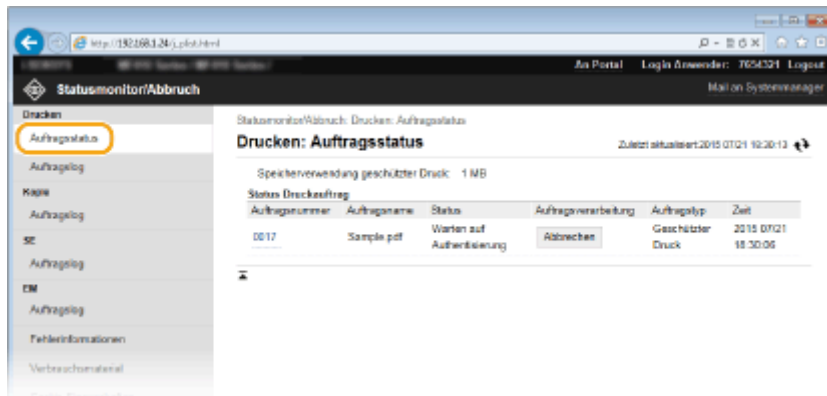 http://192.168.1.24/j_plist.html
An Portal Login Anwender: 7654321 Logout
Statusmonitor/Abbruch
Mail an Systemmanager
Drucken
Auftragsstatus
Auftragslog
Kopie
Auftragslog
SE
Auftragslog
EM
Auftragslog
Fehlerinformationen
Verbrauchsmaterial
Statusmonitor/Abbruch: Drucken: Auftragsstatus
Drucken: Auftragsstatus
Zuletzt aktualisiert:2015 07/21 18:30:13
Speicherverwendung geschützter Druck: 1 MB
Status Druckauftrag
Auftragsnummer Auftragsname Status Auftragsverarbeitung Auftragstyp Zeit
0017 Sample.pdf Warten auf Authentisierung Abbrechen Geschützter Druck 2015 07/21 18:30:06